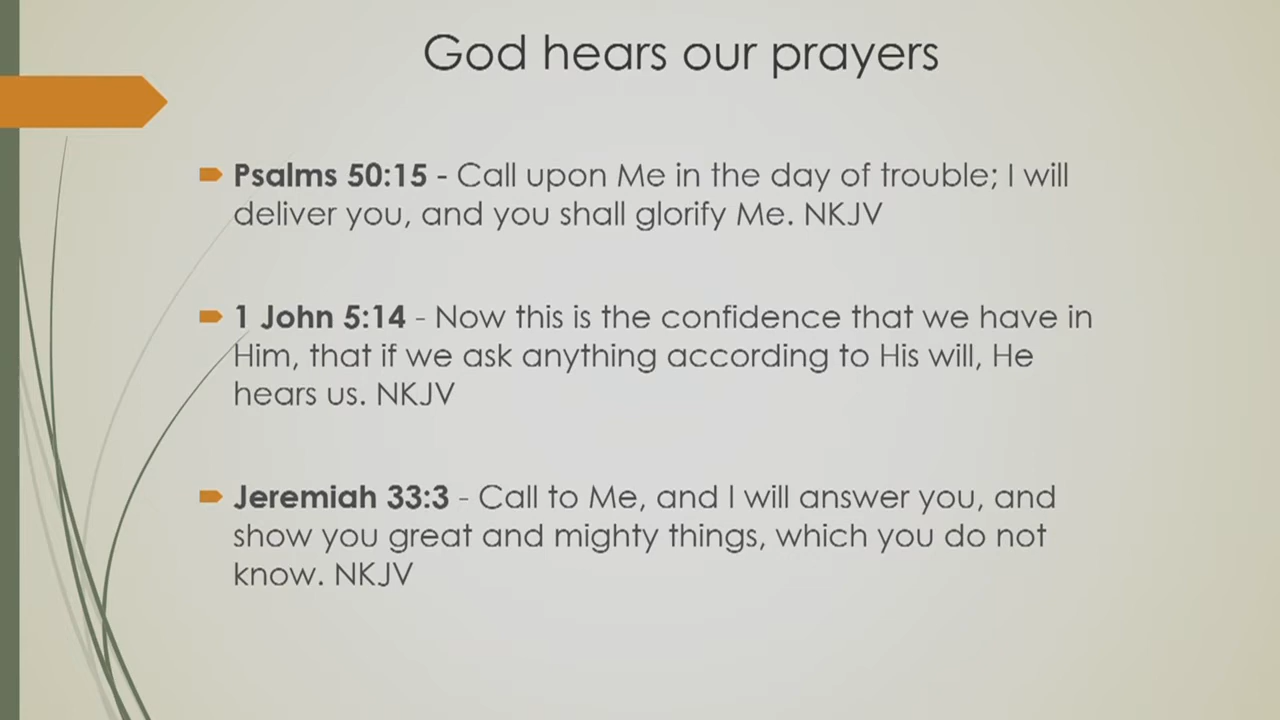 God hears our prayers
Psalms 50:15 - Call upon Me in the day of trouble; I will
deliver you, and you shall glorify Me. NKJV
1 John 5:14 - Now this is the confidence that we have in
Him, that if we ask anything according to His will, He
hears us. NKJV
Jeremiah 33:3 - Call to Me, and I will answer you, and
show you great and mighty things, which you do not
know. NKJV